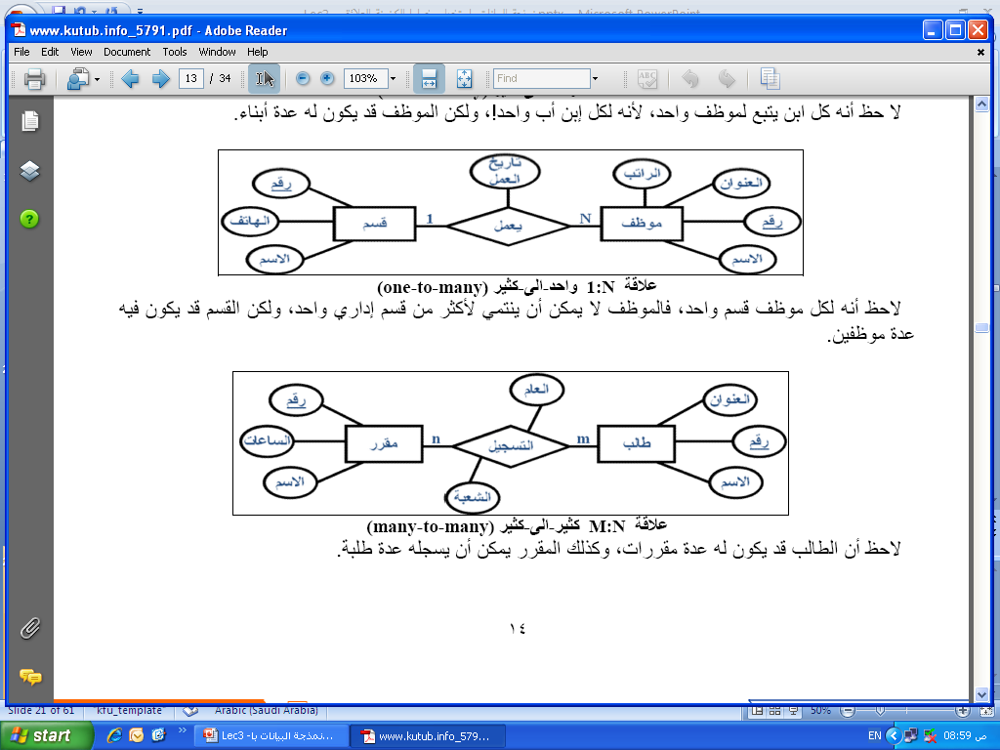 www.kutub.info_5791.pdf - Adobe Reader
File Edit View Document Tools Window Help
13 / 34 103% Find
لا حظ أنه كل ابن يتبع لموظف واحد، لأنه لكل إبن أب واحد!، ولكن الموظف قد يكون له عدة أبناء.
تاريخ العمل
الراتب
العنوان
رقم
موظف
الاسم
N
يعمل
1
قسم
رقم
الهاتف
الاسم
علاقة 1:N واحد-الى-كثير (one-to-many)
لاحظ أنه لكل موظف قسم واحد، فالموظف لا يمكن أن ينتمي لأكثر من قسم إداري واحد، ولكن القسم قد يكون فيه
عدة موظفين.
العام
العنوان
رقم
طالب
الاسم
m
التسجيل
n
الشعبة
مقرر
رقم
الساعات
الاسم
علاقة M:N كثير-الى-كثير (many-to-many)
لاحظ أن الطالب قد يكون له عدة مقررات، وكذلك المقرر يمكن أن يسجله عدة طلبة.
١٤
Slide 21 of 61 "kfu_template" Arabic (Saudi Arabia) 50%
start Lec3 -نمذجة البيانات با... www.kutub.info_579... EN 08:59 ص